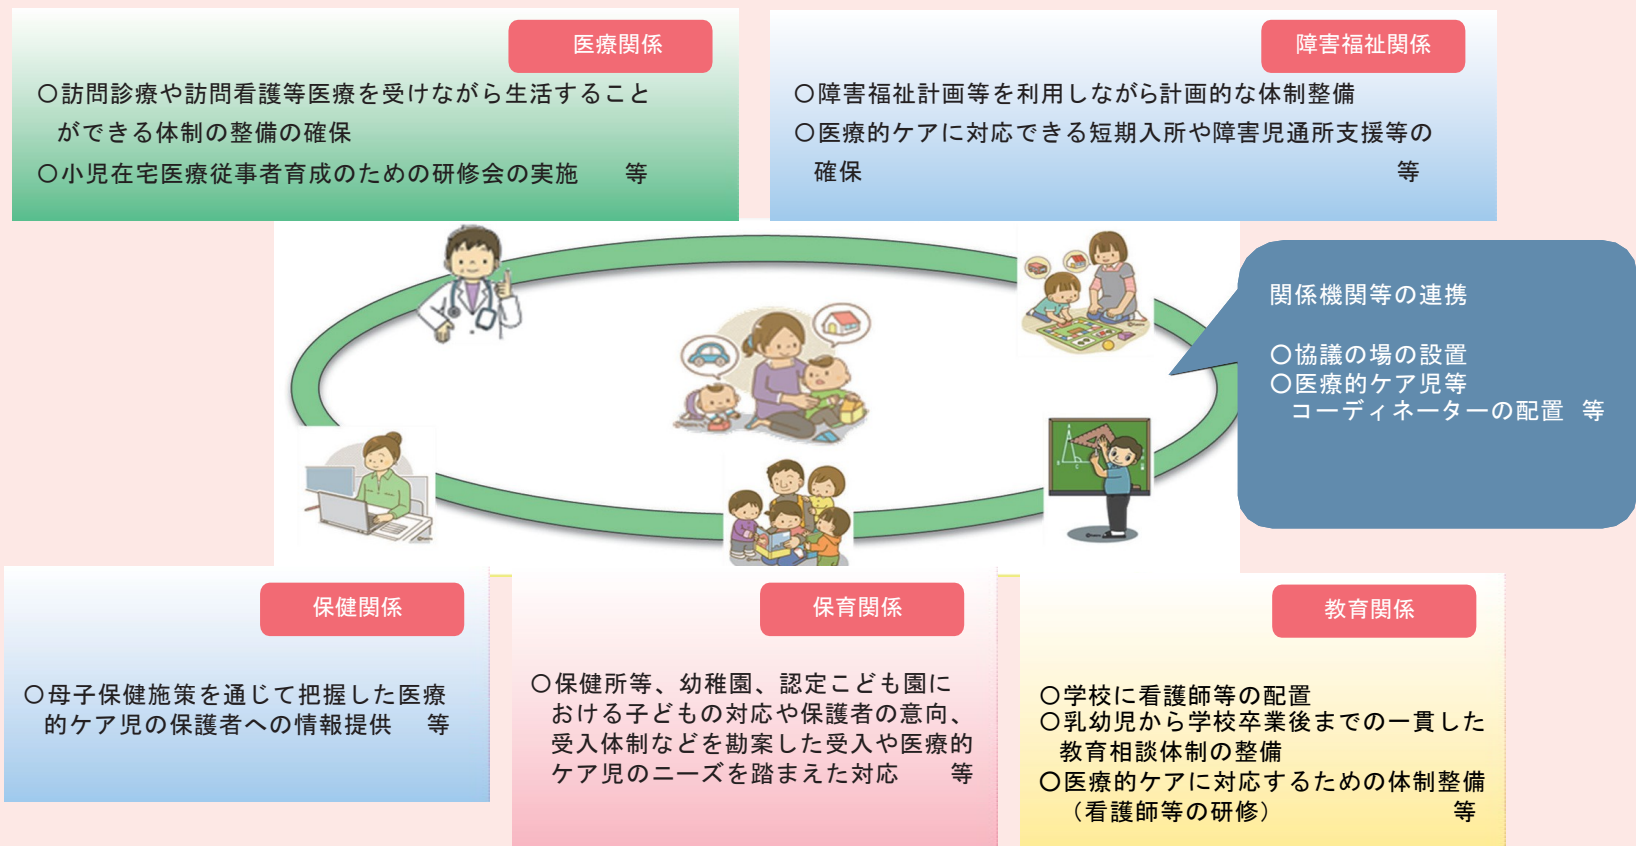 医療関係
〇訪問診療や訪問看護等医療を受けながら生活すること
ができる体制の整備の確保
〇小児在宅医療従事者育成のための研修会の実施 等
障害福祉関係
〇障害福祉計画等を利用しながら計画的な体制整備
〇医療的ケアに対応できる短期入所や障害児通所支援等の
確保 等
関係機関等の連携
〇協議の場の設置
〇医療的ケア児等
コーディネーターの配置 等
保健関係
〇母子保健施策を通じて把握した医療
的ケア児の保護者への情報提供 等
保育関係
〇保健所等、幼稚園、認定こども園に
おける子どもの対応や保護者の意向、
受入体制などを勘案した受入や医療的
ケア児のニーズを踏まえた対応 等
教育関係
〇学校に看護師等の配置
〇乳幼児から学校卒業後までの一貫した
教育相談体制の整備
〇医療的ケアに対応するための体制整備
（看護師等の研修） 等